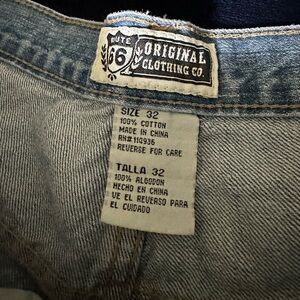 ROUTE
66
ORIGINAL
CLOTHING CO.
SIZE 32
100% COTTON
MADE IN CHINA
RN#110936
REVERSE FOR CARE
TALLA 32
100% ALGODON
HECHO EN CHINA
VE EL REVERSO PARA
EL CUIDADO